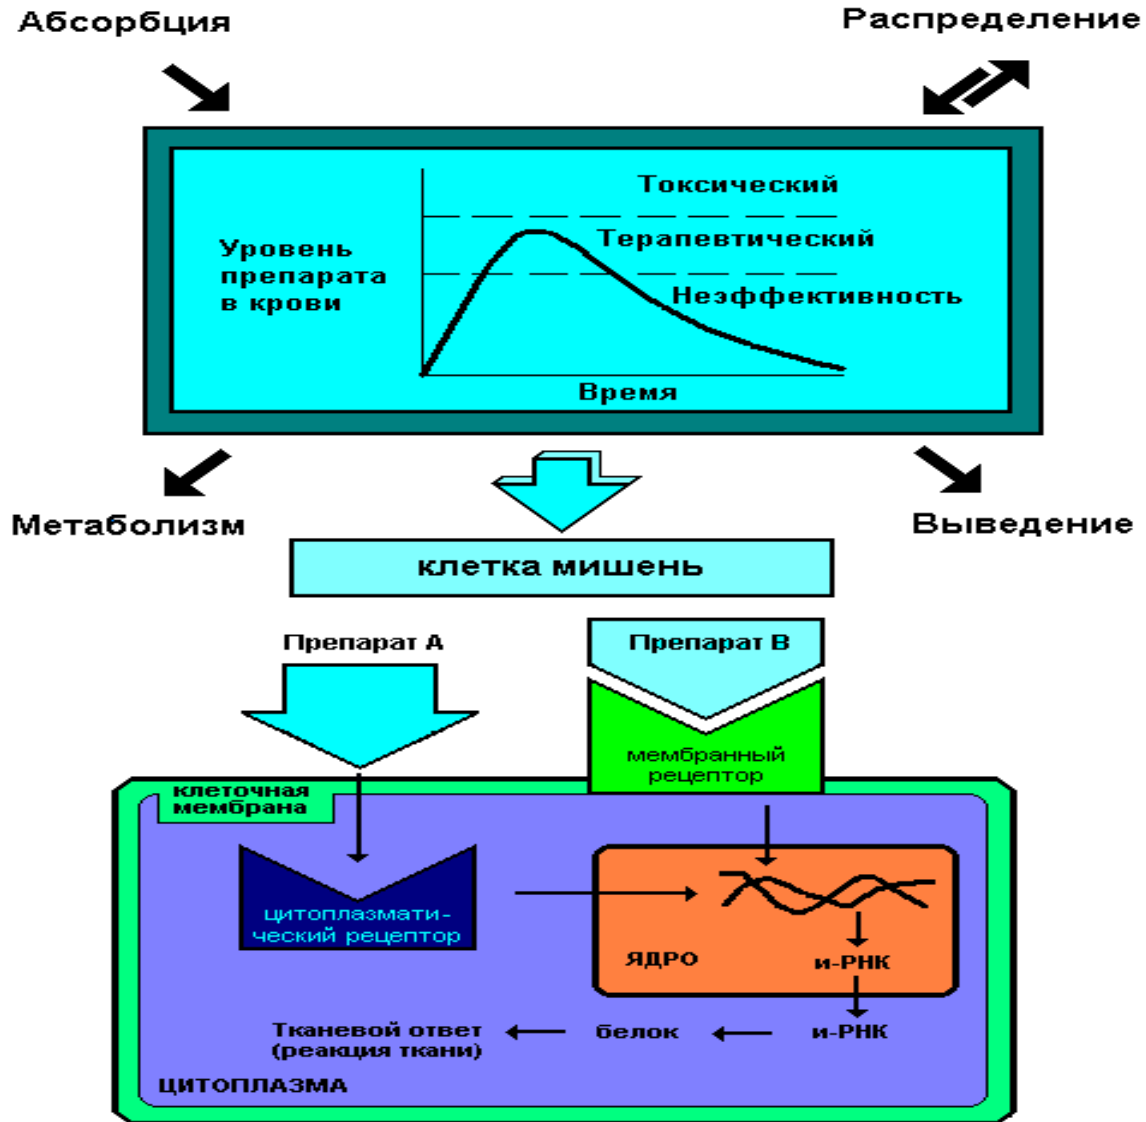 Абсорбция
Распределение
Токсический
Терапевтический
Уровень
препарата
в крови
Неэффективность
Время
Метаболизм
Выведение
клетка мишень
Препарат А
Препарат В
мембранный
рецептор
клеточная
мембрана
цитоплазмати-
ческий рецептор
ЯДРО
и-РНК
Тканевой ответ
(реакция ткани)
белок
и-РНК
ЦИТОПЛАЗМА